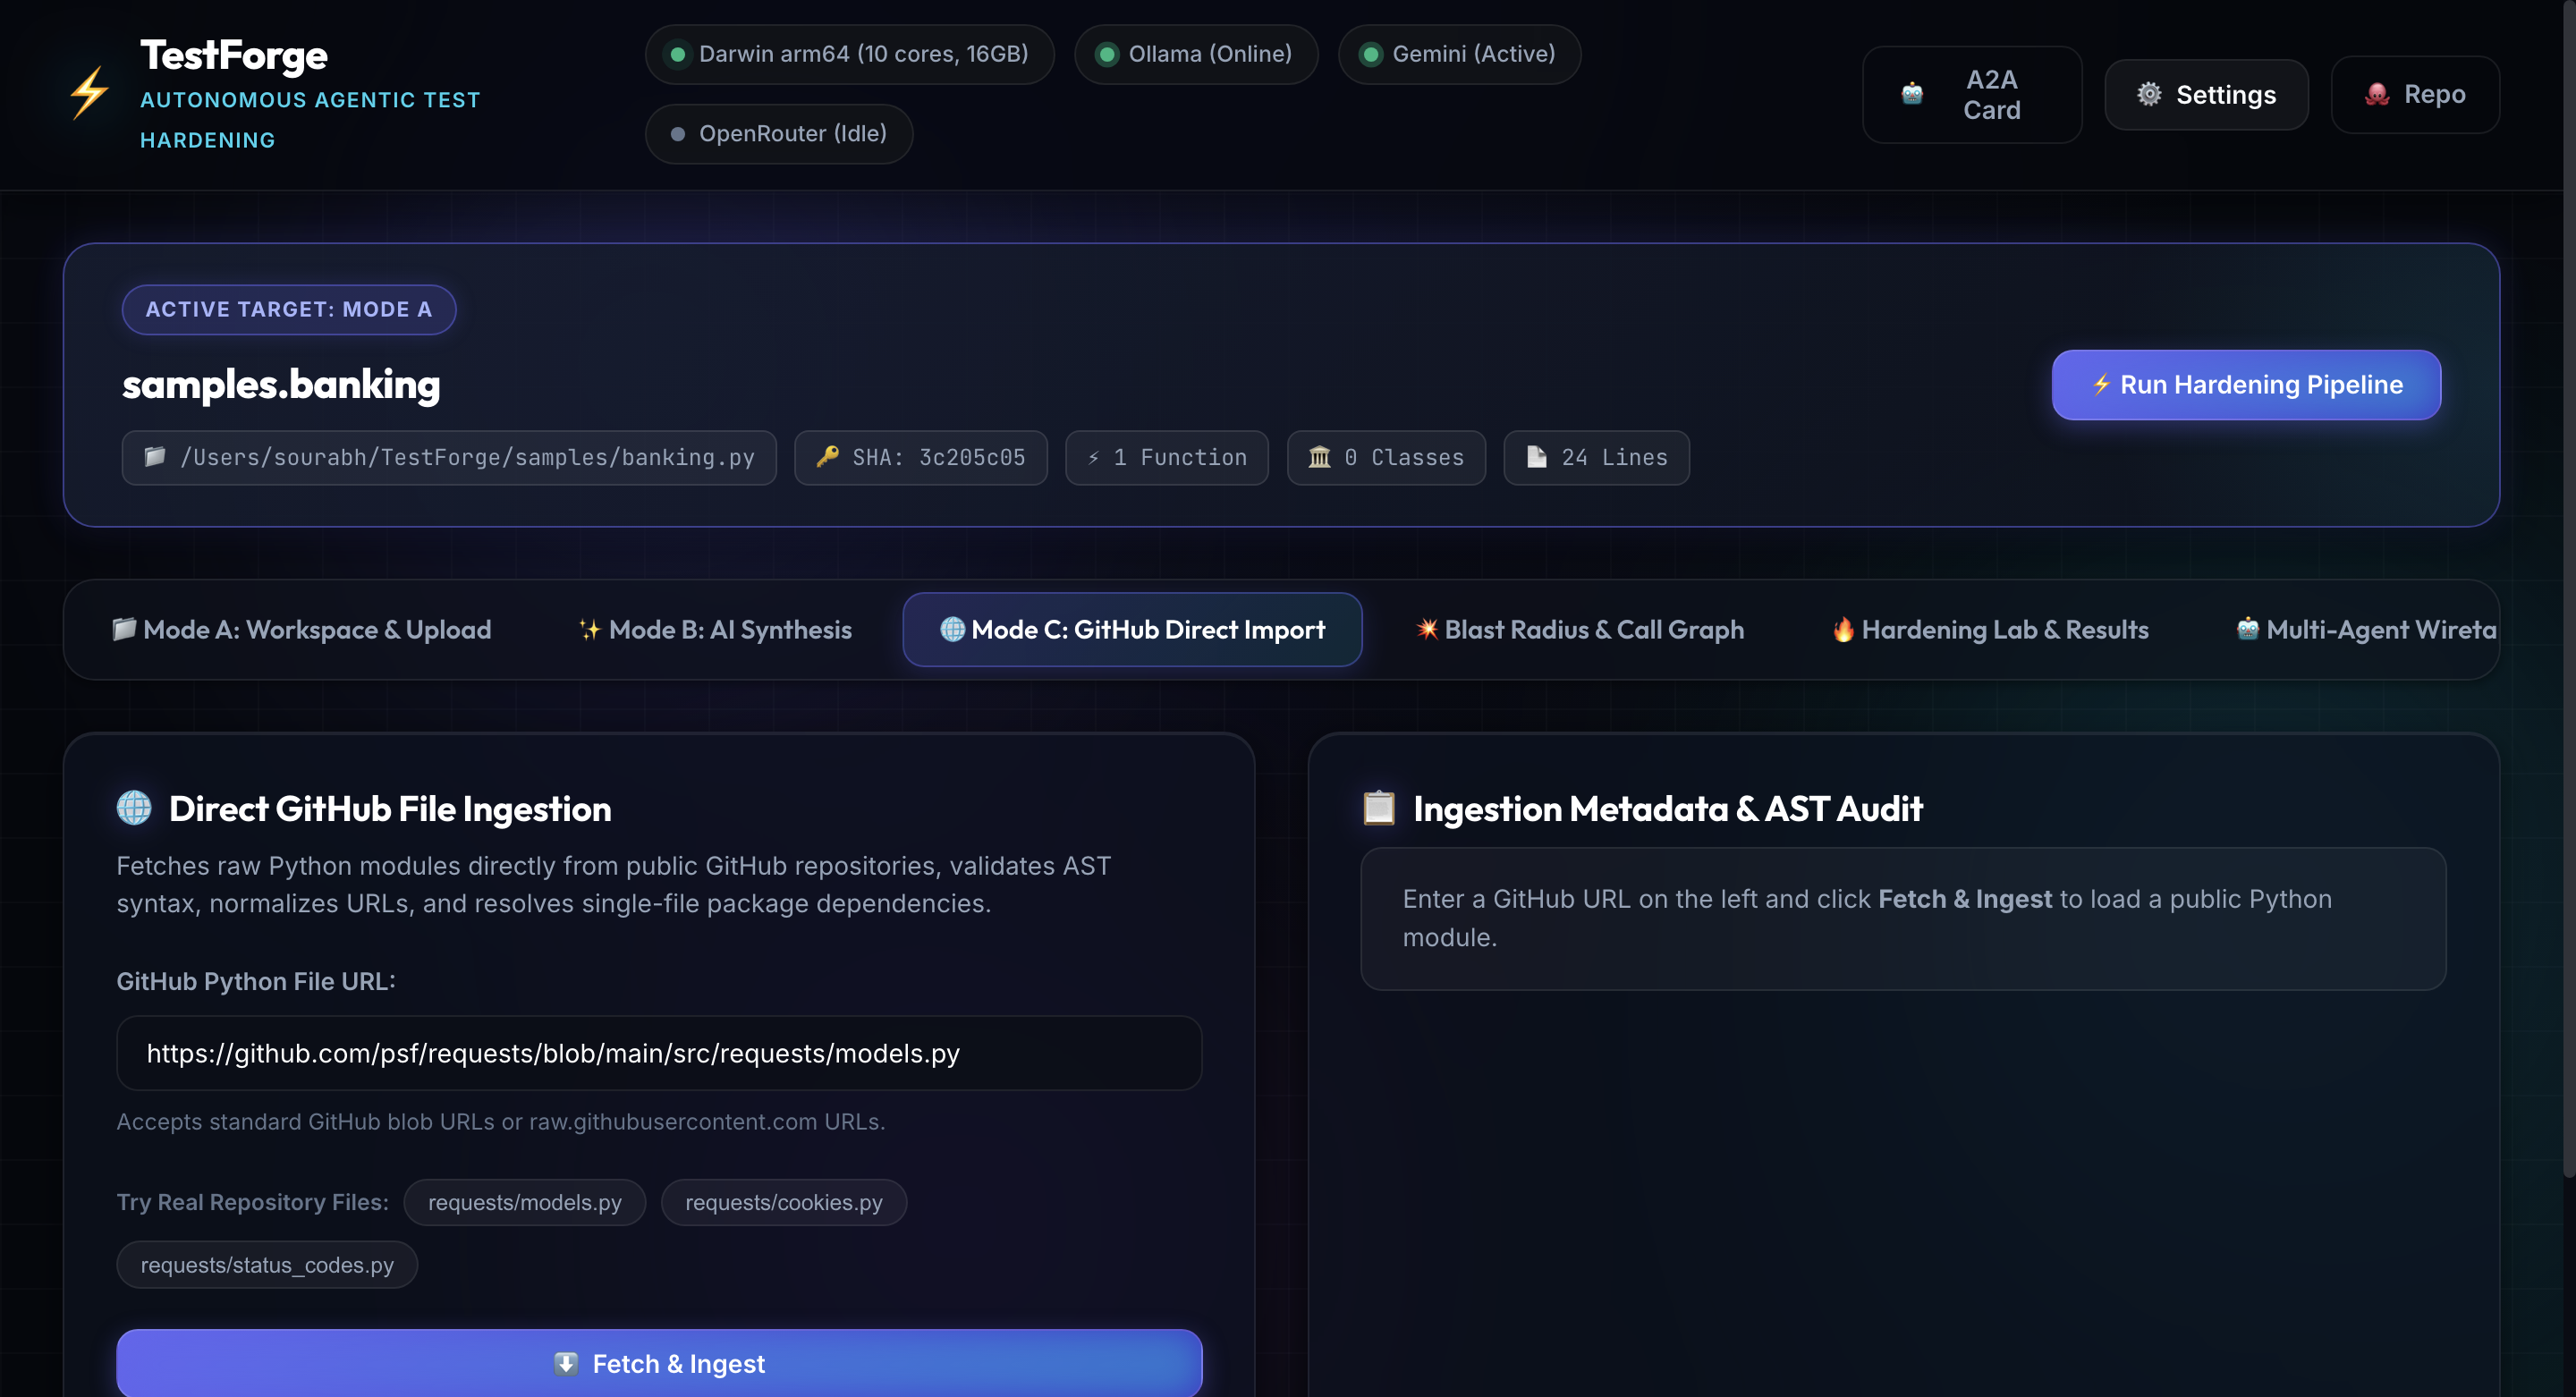 TestForge
AUTONOMOUS AGENTIC TEST
HARDENING
Darwin arm64 (10 cores, 16GB)
Ollama (Online)
Gemini (Active)
OpenRouter (Idle)
A2A
Card
Settings
Repo
ACTIVE TARGET: MODE A
samples.banking
/Users/sourabh/TestForge/samples/banking.py
SHA: 3c205c05
1 Function
0 Classes
24 Lines
Run Hardening Pipeline
Mode A: Workspace & Upload
Mode B: AI Synthesis
Mode C: GitHub Direct Import
Blast Radius & Call Graph
Hardening Lab & Results
Multi-Agent Wireta
Direct GitHub File Ingestion
Fetches raw Python modules directly from public GitHub repositories, validates AST
syntax, normalizes URLs, and resolves single-file package dependencies.
GitHub Python File URL:
https://github.com/psf/requests/blob/main/src/requests/models.py
Accepts standard GitHub blob URLs or raw.githubusercontent.com URLs.
Try Real Repository Files:
requests/models.py
requests/cookies.py
requests/status_codes.py
Fetch & Ingest
Ingestion Metadata & AST Audit
Enter a GitHub URL on the left and click Fetch & Ingest to load a public Python
module.